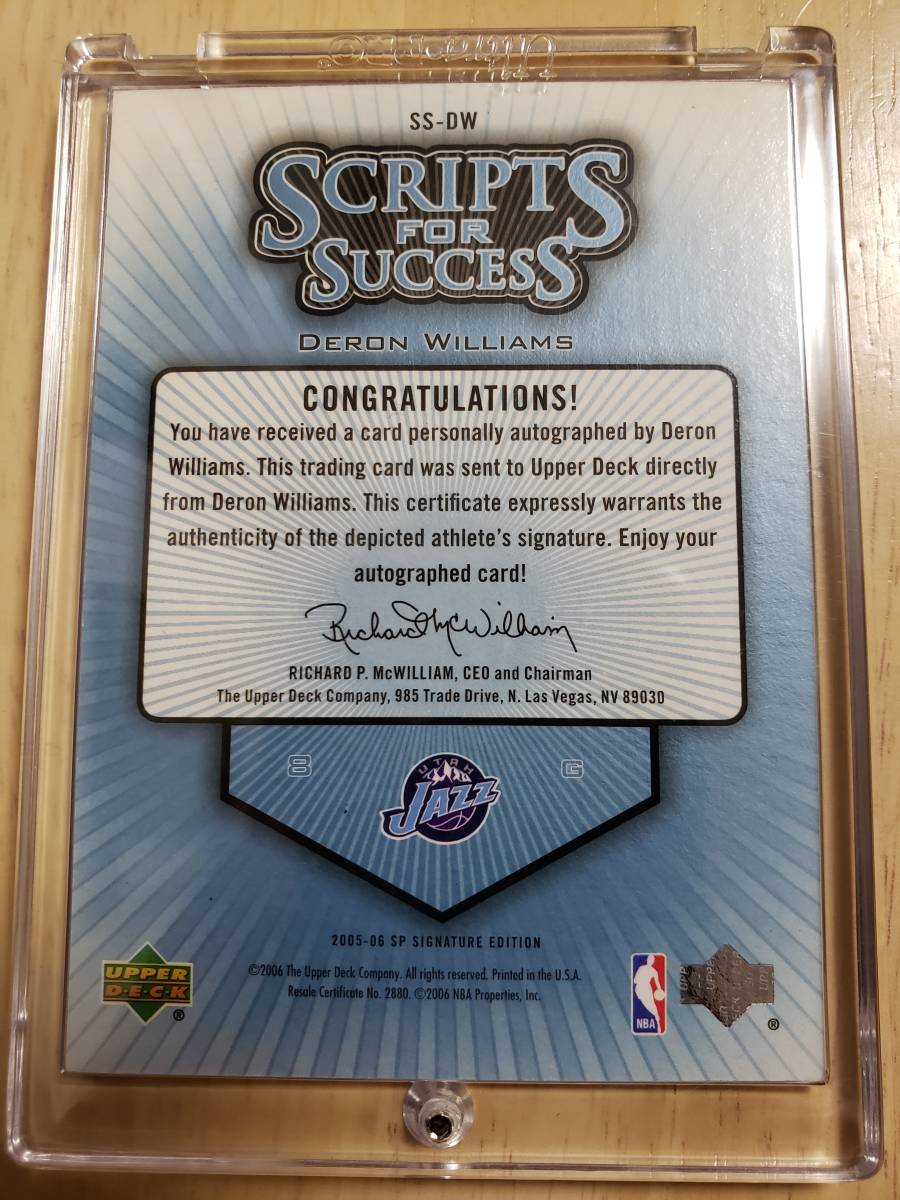 SS-DW
SCRIPTS
FOR
SUCCESS
DERON WILLIAMS
CONGRATULATIONS!
You have received a card personally autographed by Deron
Williams. This trading card was sent to Upper Deck directly
from Deron Williams. This certificate expressly warrants the
authenticity of the depicted athlete's signature. Enjoy your
autographed card!
Richard McWilliam
RICHARD P. McWILLIAM, CEO and Chairman
The Upper Deck Company, 985 Trade Drive, N. Las Vegas, NV 89030
8
G
UTAH
JAZZ
2005-06 SP SIGNATURE EDITION
©2006 The Upper Deck Company. All rights reserved. Printed in the U.S.A.
Resale Certificate No. 2880. ©2006 NBA Properties, Inc.
UPPER
D·E·C·K
®
NBA
®